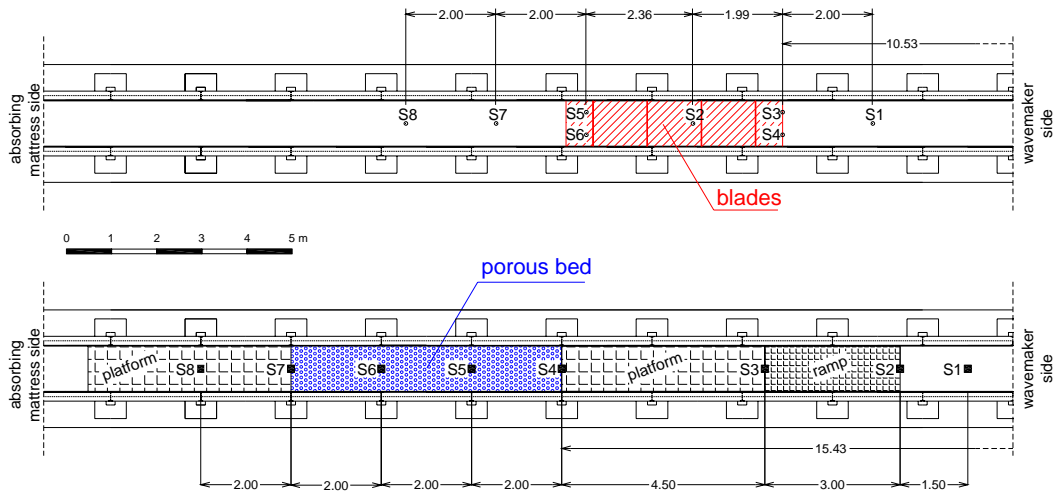 2.00
2.00
2.36
1.99
2.00
10.53
absorbing
mattress side
S8
S7
S5
S6
S2
S3
S4
S1
wavemaker
side
blades
0
1
2
3
4
5 m
porous bed
absorbing
mattress side
platform
S8
S7
S6
S5
S4
platform
S3
ramp
S2
S1
wavemaker
side
15.43
2.00
2.00
2.00
2.00
4.50
3.00
1.50